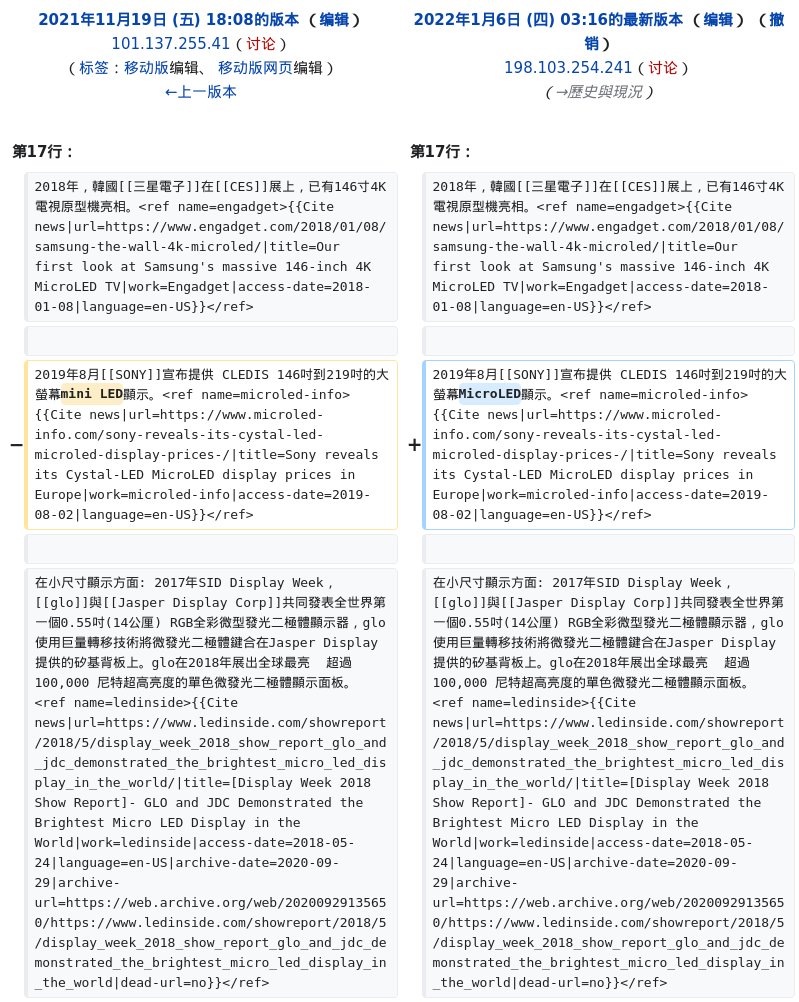 2021年11月19日 (五) 18:08的版本 （编辑）
101.137.255.41（讨论）
（标签：移动版编辑、 移动版网页编辑）
←上一版本
2022年1月6日 (四) 03:16的最新版本 （编辑） （撤
销）
198.103.254.241（讨论）
（→歷史與現況）
第17行：
2018年，韓國[[三星電子]]在[[CES]]展上，已有146寸4K
電視原型機亮相。<ref name=engadget>{{Cite
news|url=https://www.engadget.com/2018/01/08/
samsung-the-wall-4k-microled/|title=Our
first look at Samsung's massive 146-inch 4K
MicroLED TV|work=Engadget|access-date=2018-
01-08|language=en-US}}</ref>
−
2019年8月[[SONY]]宣布提供 CLEDIS 146吋到219吋的大
螢幕mini LED顯示。<ref name=microled-info>
{{Cite news|url=https://www.microled-
info.com/sony-reveals-its-cystal-led-
microled-display-prices-/|title=Sony reveals
its Cystal-LED MicroLED display prices in
Europe|work=microled-info|access-date=2019-
08-02|language=en-US}}</ref>
在小尺寸顯示方面: 2017年SID Display Week，
[[glo]]與[[Jasper Display Corp]]共同發表全世界第
一個0.55吋(14公厘) RGB全彩微型發光二極體顯示器，glo
使用巨量轉移技術將微發光二極體鍵合在Jasper Display
提供的矽基背板上。glo在2018年展出全球最亮  超過
100,000 尼特超高亮度的單色微發光二極體顯示面板。
<ref name=ledinside>{{Cite
news|url=https://www.ledinside.com/showreport
/2018/5/display_week_2018_show_report_glo_and
_jdc_demonstrated_the_brightest_micro_led_dis
play_in_the_world/|title=[Display Week 2018
Show Report]- GLO and JDC Demonstrated the
Brightest Micro LED Display in the
World|work=ledinside|access-date=2018-05-
24|language=en-US|archive-date=2020-09-
29|archive-
url=https://web.archive.org/web/2020092913565
0/https://www.ledinside.com/showreport/2018/5
/display_week_2018_show_report_glo_and_jdc_de
monstrated_the_brightest_micro_led_display_in
_the_world|dead-url=no}}</ref>
第17行：
2018年，韓國[[三星電子]]在[[CES]]展上，已有146寸4K
電視原型機亮相。<ref name=engadget>{{Cite
news|url=https://www.engadget.com/2018/01/08/
samsung-the-wall-4k-microled/|title=Our
first look at Samsung's massive 146-inch 4K
MicroLED TV|work=Engadget|access-date=2018-
01-08|language=en-US}}</ref>
+
2019年8月[[SONY]]宣布提供 CLEDIS 146吋到219吋的大
螢幕MicroLED顯示。<ref name=microled-info>
{{Cite news|url=https://www.microled-
info.com/sony-reveals-its-cystal-led-
microled-display-prices-/|title=Sony reveals
its Cystal-LED MicroLED display prices in
Europe|work=microled-info|access-date=2019-
08-02|language=en-US}}</ref>
在小尺寸顯示方面: 2017年SID Display Week，
[[glo]]與[[Jasper Display Corp]]共同發表全世界第
一個0.55吋(14公厘) RGB全彩微型發光二極體顯示器，glo
使用巨量轉移技術將微發光二極體鍵合在Jasper Display
提供的矽基背板上。glo在2018年展出全球最亮  超過
100,000 尼特超高亮度的單色微發光二極體顯示面板。
<ref name=ledinside>{{Cite
news|url=https://www.ledinside.com/showreport
/2018/5/display_week_2018_show_report_glo_and
_jdc_demonstrated_the_brightest_micro_led_dis
play_in_the_world/|title=[Display Week 2018
Show Report]- GLO and JDC Demonstrated the
Brightest Micro LED Display in the
World|work=ledinside|access-date=2018-05-
24|language=en-US|archive-date=2020-09-
29|archive-
url=https://web.archive.org/web/2020092913565
0/https://www.ledinside.com/showreport/2018/5
/display_week_2018_show_report_glo_and_jdc_de
monstrated_the_brightest_micro_led_display_in
_the_world|dead-url=no}}</ref>